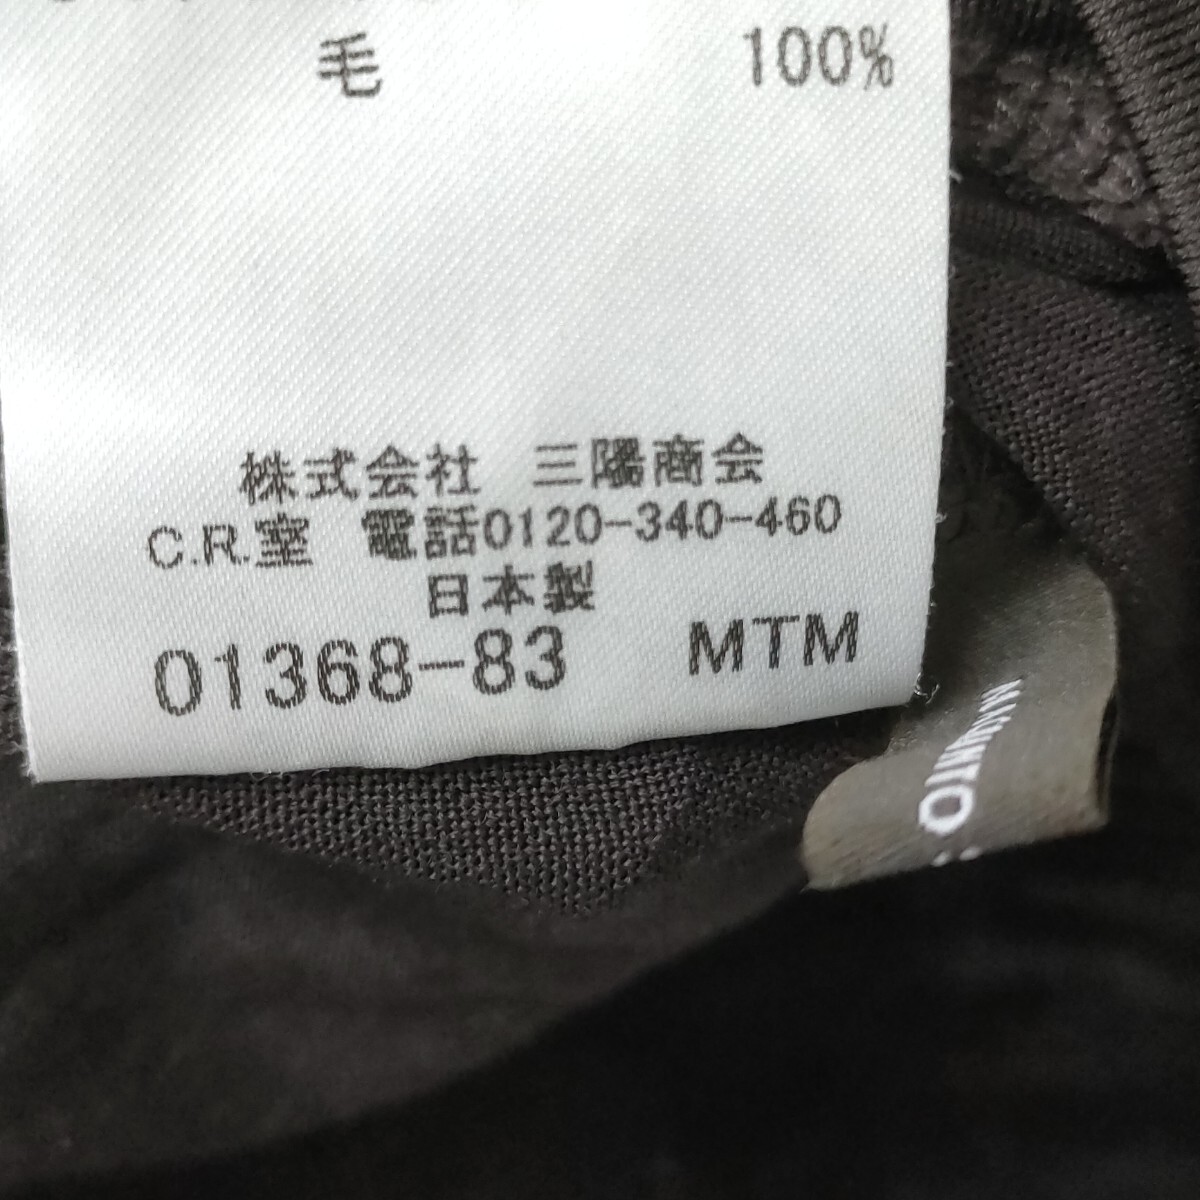 毛 100%
株式会社 三陽商会
C.R.室 電話0120-340-460
日本製
01368-83 MTM